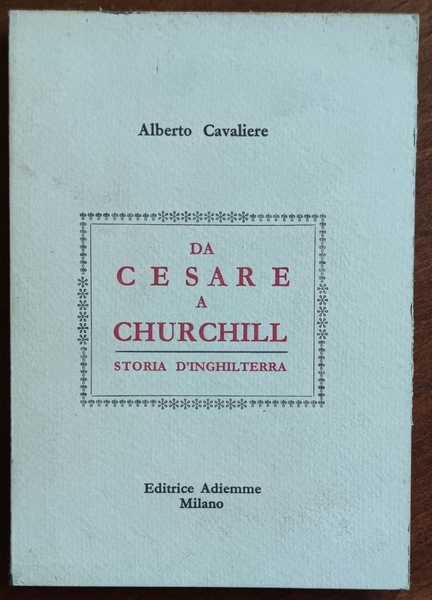 Alberto Cavaliere
DA
CESARE
A
CHURCHILL
STORIA D'INGHILTERRA
Editrice Adiemme
Milano